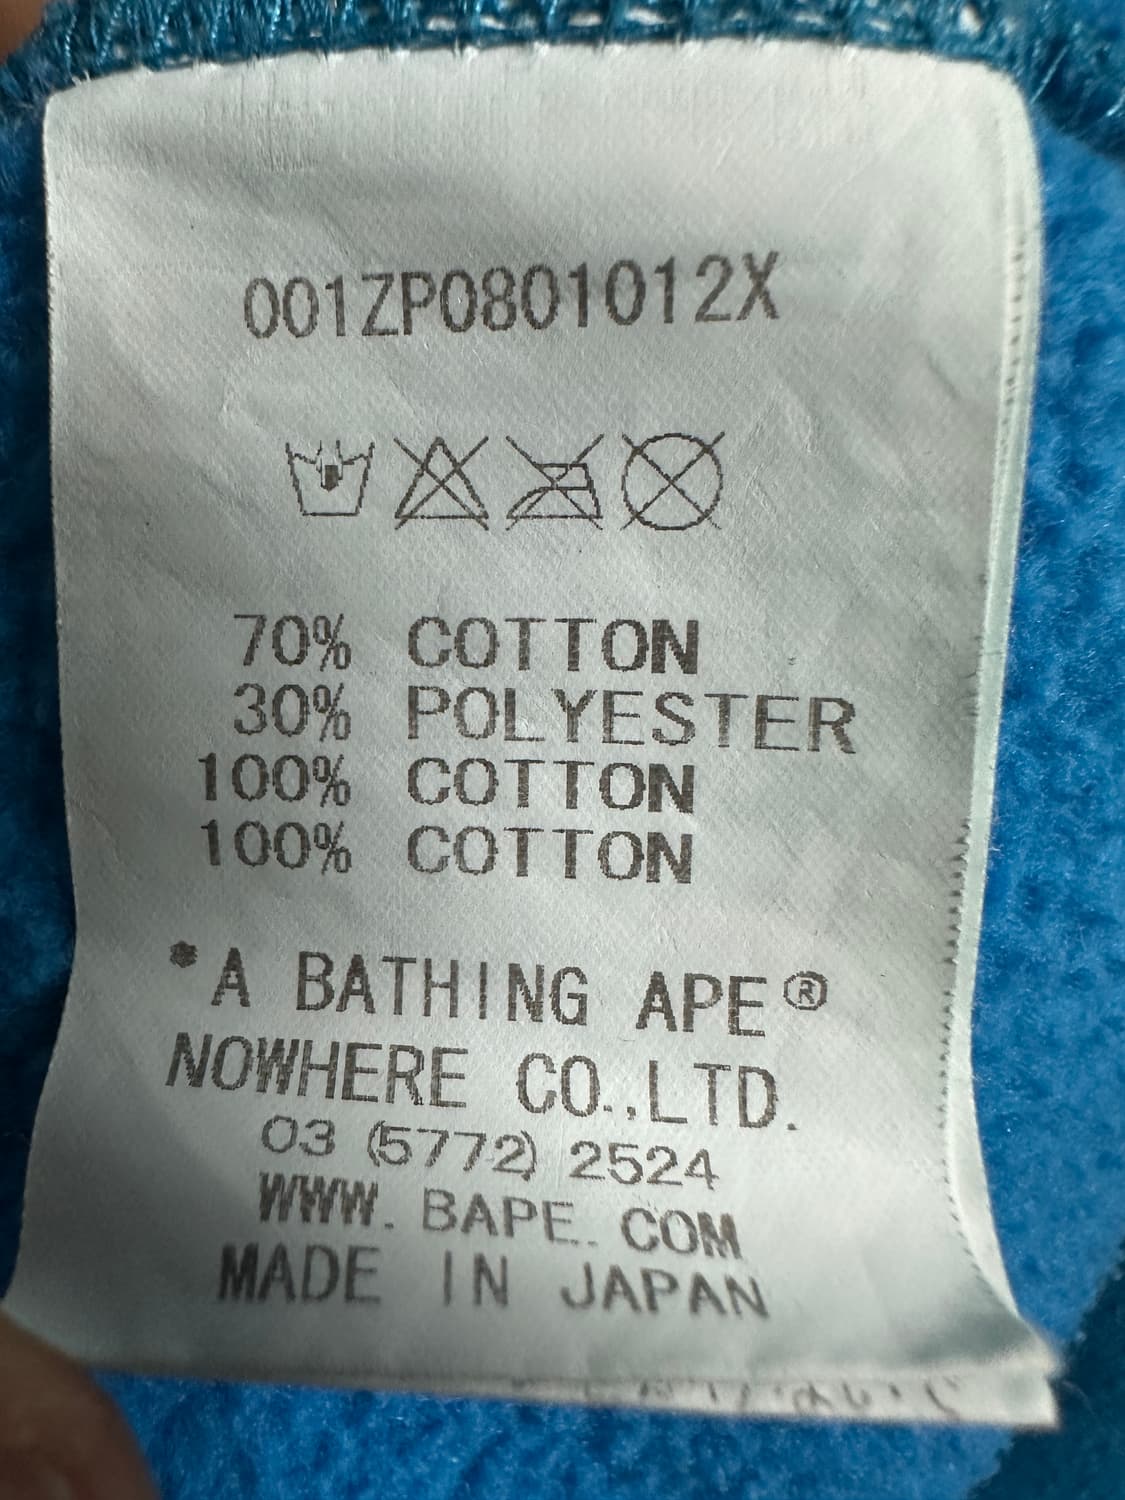 001ZP0801012X
70% COTTON
30% POLYESTER
100% COTTON
100% COTTON
*A BATHING APE®
NOWHERE CO.,LTD.
03 (5772) 2524
WWW. BAPE. COM
MADE IN JAPAN